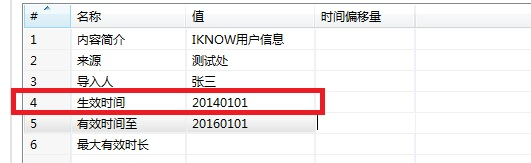 # 名称 值 时间偏移量
1 内容简介 IKNOW用户信息
2 来源 测试处
3 导入人 张三
4 生效时间 20140101
5 有效时间至 20160101
6 最大有效时长